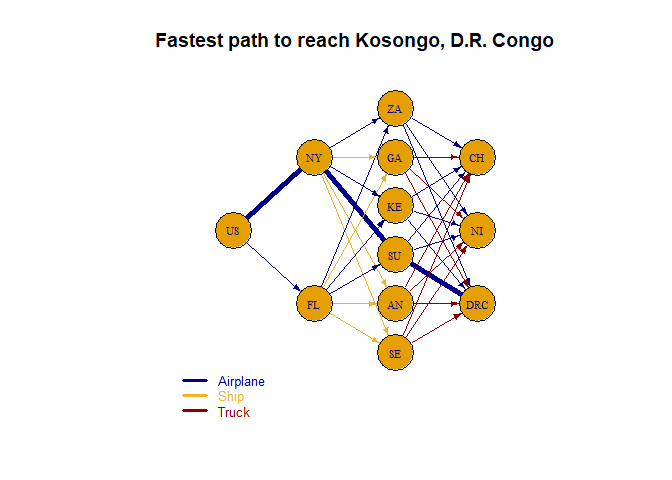 Fastest path to reach Kosongo, D.R. Congo
ZA
NY
GA
CH
KE
US
NI
SU
FL
AN
DRC
SE
Airplane
Ship
Truck